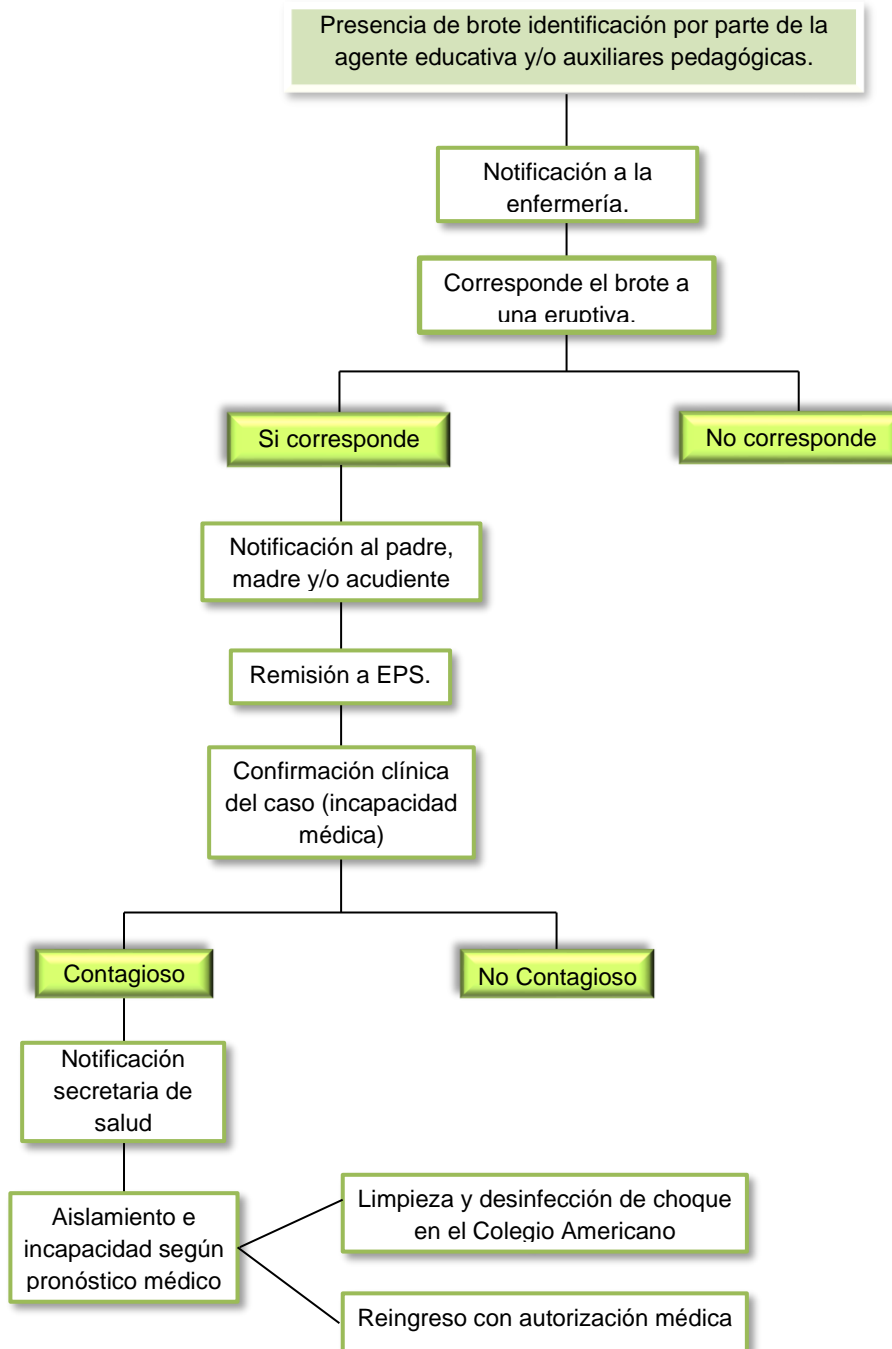 Presencia de brote identificación por parte de la
agente educativa y/o auxiliares pedagógicas.
Notificación a la
enfermería.
Corresponde el brote a
una eruptiva.
Si corresponde
No corresponde
Notificación al padre,
madre y/o acudiente
Remisión a EPS.
Confirmación clínica
del caso (incapacidad
médica)
Contagioso
No Contagioso
Notificación
secretaria de
salud
Aislamiento e
incapacidad según
pronóstico médico
Limpieza y desinfección de choque
en el Colegio Americano
Reingreso con autorización médica